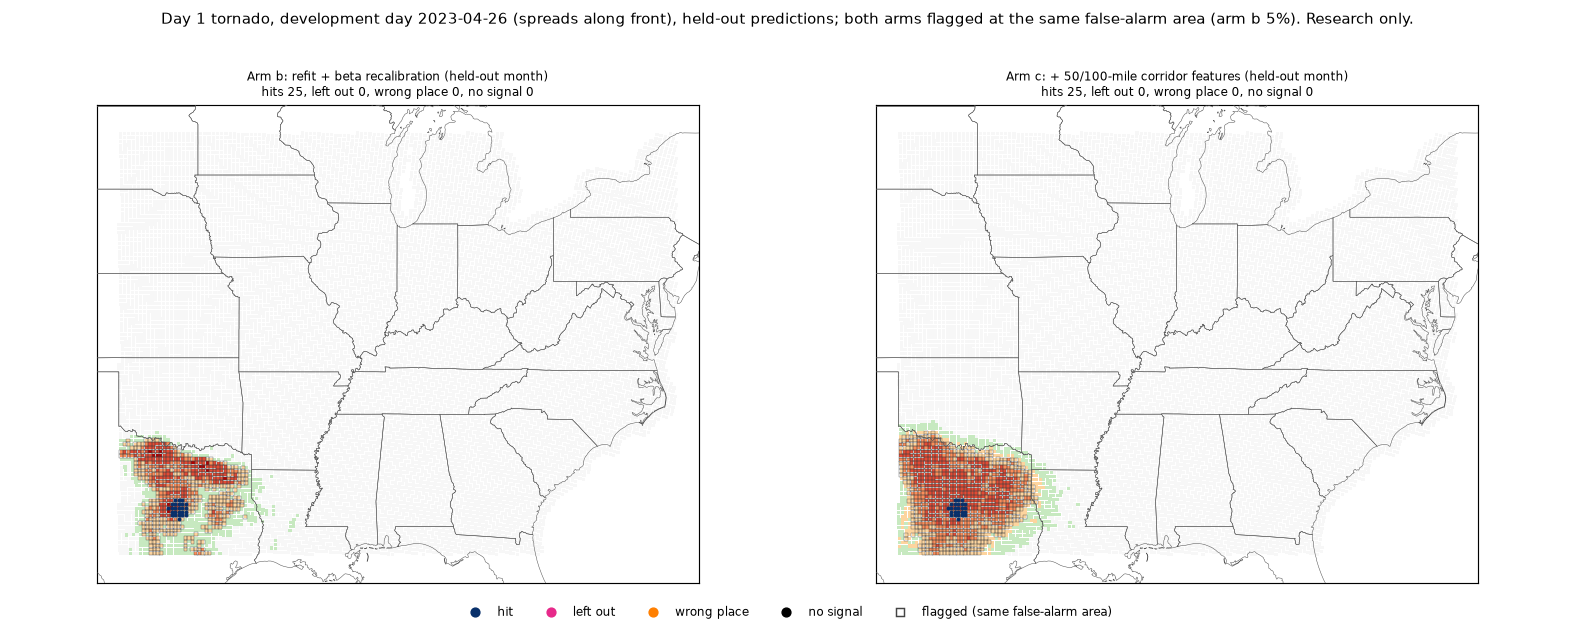 Day 1 tornado, development day 2023-04-26 (spreads along front), held-out predictions; both arms flagged at the same false-alarm area (arm b 5%). Research only.
Arm b: refit + beta recalibration (held-out month)
hits 25, left out 0, wrong place 0, no signal 0
Arm c: + 50/100-mile corridor features (held-out month)
hits 25, left out 0, wrong place 0, no signal 0
hit left out wrong place no signal flagged (same false-alarm area)